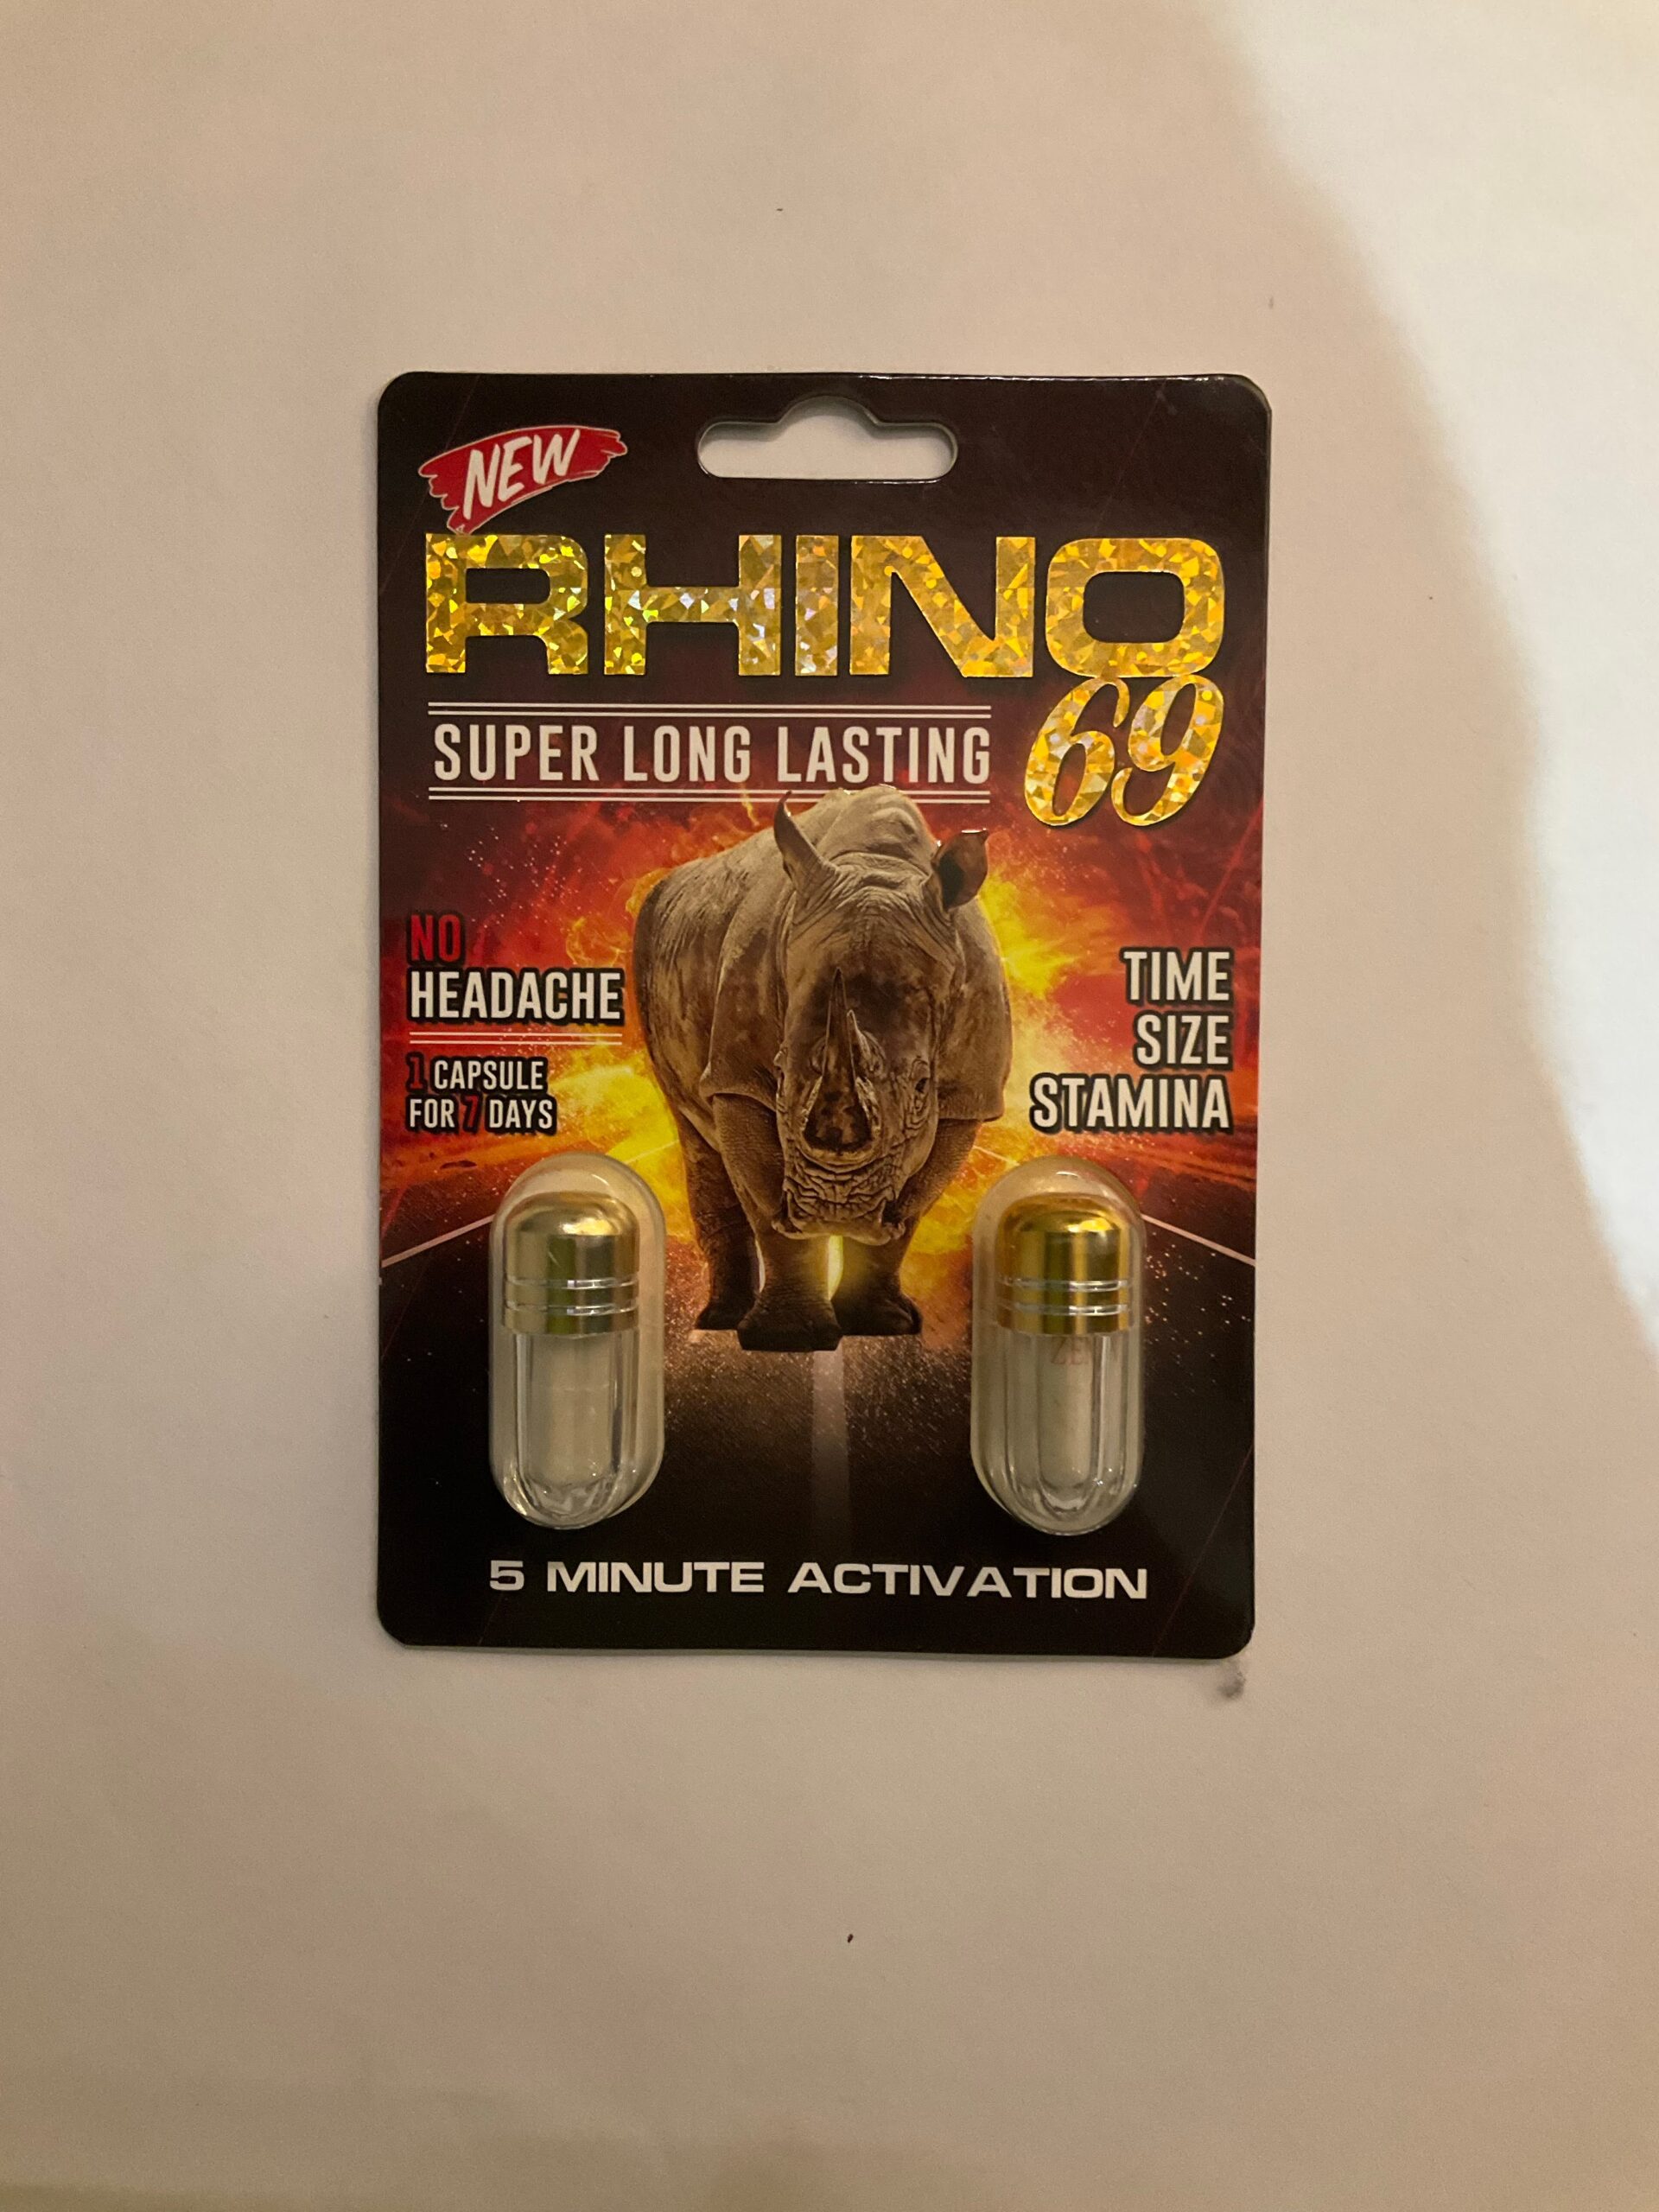 NEW
RHINO
69
SUPER LONG LASTING
NO
HEADACHE
1 CAPSULE
FOR 7 DAYS
TIME
SIZE
STAMINA
5 MINUTE ACTIVATION